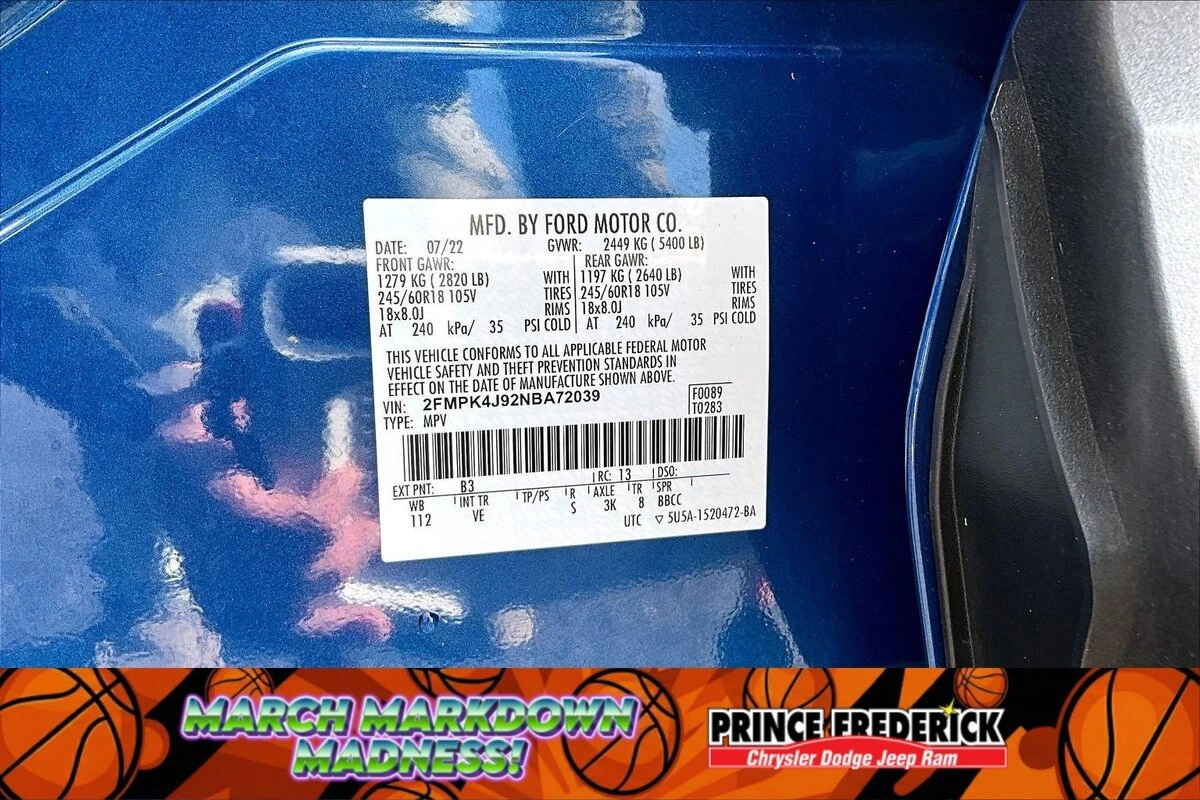 MFD. BY FORD MOTOR CO.
DATE: 07/22 GVWR: 2449 KG ( 5400 LB)
FRONT GAWR: REAR GAWR:
1279 KG ( 2820 LB) WITH 1197 KG ( 2640 LB) WITH
245/60R18 105V TIRES 245/60R18 105V TIRES
18x8.0J RIMS 18x8.0J RIMS
AT 240 kPa/ 35 PSI COLD AT 240 kPa/ 35 PSI COLD
THIS VEHICLE CONFORMS TO ALL APPLICABLE FEDERAL MOTOR
VEHICLE SAFETY AND THEFT PREVENTION STANDARDS IN
EFFECT ON THE DATE OF MANUFACTURE SHOWN ABOVE.
VIN: 2FMPK4J92NBA72039 F0089
TYPE: MPV T0283
EXT PNT: B3 RC: 13 DSO:
WB INT TR TP/PS R AXLE TR SPR
112 VE S 3K 8 BBCC
UTC ▽ 5U5A-1520472-BA
MARCH MARKDOWN
MADNESS!
PRINCE FREDERICK
Chrysler Dodge Jeep Ram